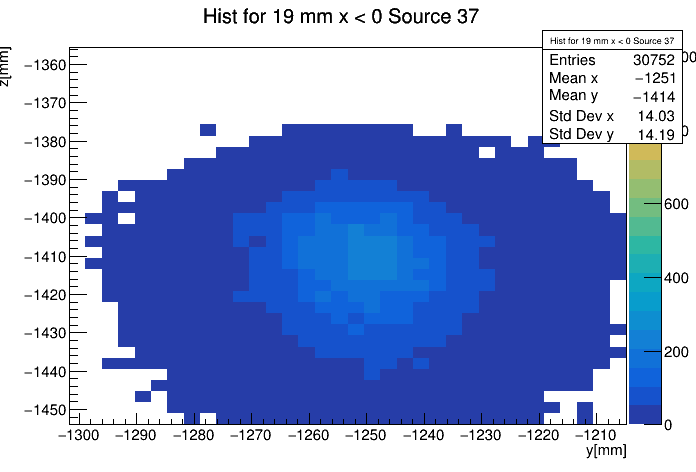 Hist for 19 mm x < 0 Source 37
Hist for 19 mm x < 0 Source 37
Entries 30752
Mean x −1251
Mean y −1414
Std Dev x 14.03
Std Dev y 14.19
z[mm]
−1360
−1370
−1380
−1390
−1400
−1410
−1420
−1430
−1440
−1450
−1300 −1290 −1280 −1270 −1260 −1250 −1240 −1230 −1220 −1210
y[mm]
600
400
200
0